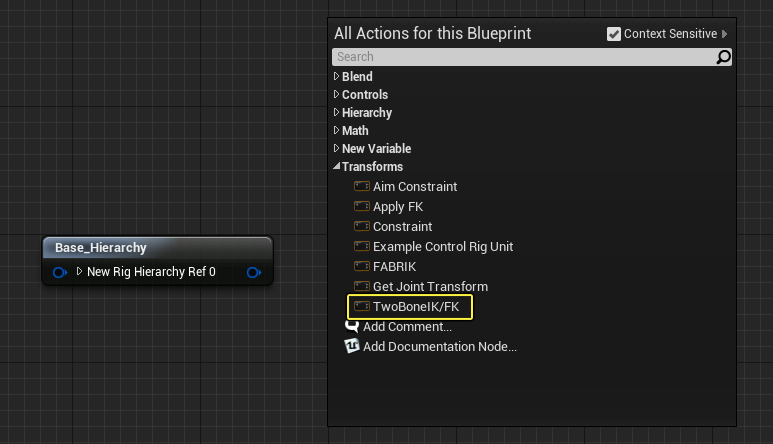 All Actions for this Blueprint
Context Sensitive
Search
Blend
Controls
Hierarchy
Math
New Variable
Transforms
Aim Constraint
Apply FK
Constraint
Example Control Rig Unit
FABRIK
Get Joint Transform
TwoBoneIK/FK
Add Comment...
Add Documentation Node...
Base_Hierarchy
New Rig Hierarchy Ref 0